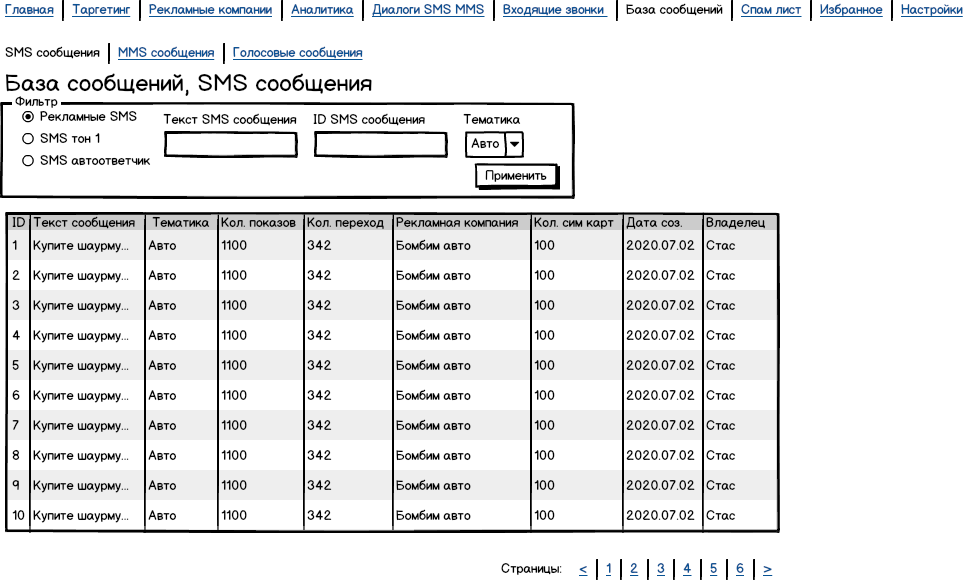 Главная Таргетинг Рекламные компании Аналитика Диалоги SMS MMS Входящие звонки База сообщений Спам лист Избранное Настройки
SMS сообщения MMS сообщения Голосовые сообщения
База сообщений, SMS сообщения
Фильтр
Рекламные SMS Текст SMS сообщения ID SMS сообщения Тематика
SMS тон 1 Авто
SMS автоответчик
Применить
ID Текст сообщения Тематика Кол. показов Кол. переход Рекламная компания Кол. сим карт Дата соз. Владелец
1 Купите шаурму... Авто 1100 342 Бомбим авто 100 2020.07.02 Стас
2 Купите шаурму... Авто 1100 342 Бомбим авто 100 2020.07.02 Стас
3 Купите шаурму... Авто 1100 342 Бомбим авто 100 2020.07.02 Стас
4 Купите шаурму... Авто 1100 342 Бомбим авто 100 2020.07.02 Стас
5 Купите шаурму... Авто 1100 342 Бомбим авто 100 2020.07.02 Стас
6 Купите шаурму... Авто 1100 342 Бомбим авто 100 2020.07.02 Стас
7 Купите шаурму... Авто 1100 342 Бомбим авто 100 2020.07.02 Стас
8 Купите шаурму... Авто 1100 342 Бомбим авто 100 2020.07.02 Стас
9 Купите шаурму... Авто 1100 342 Бомбим авто 100 2020.07.02 Стас
10 Купите шаурму... Авто 1100 342 Бомбим авто 100 2020.07.02 Стас
Страницы: < 1 2 3 4 5 6 >